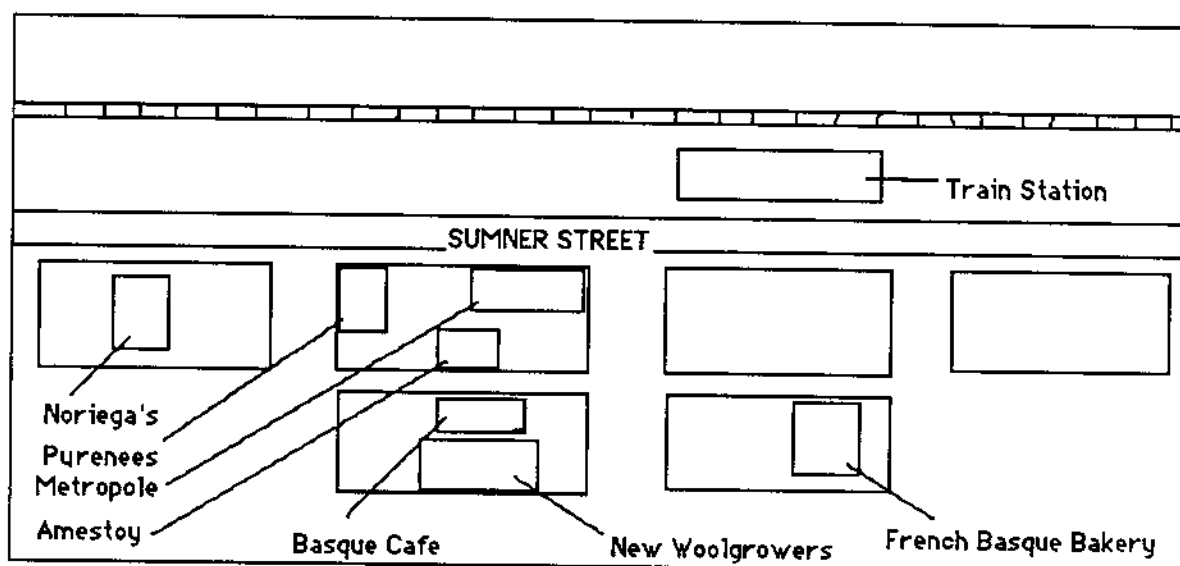 Train Station
SUMNER STREET
Noriega's
Purenees
Metropole
Amestoy
Basque Cafe
New Woolgrowers
French Basque Bakery